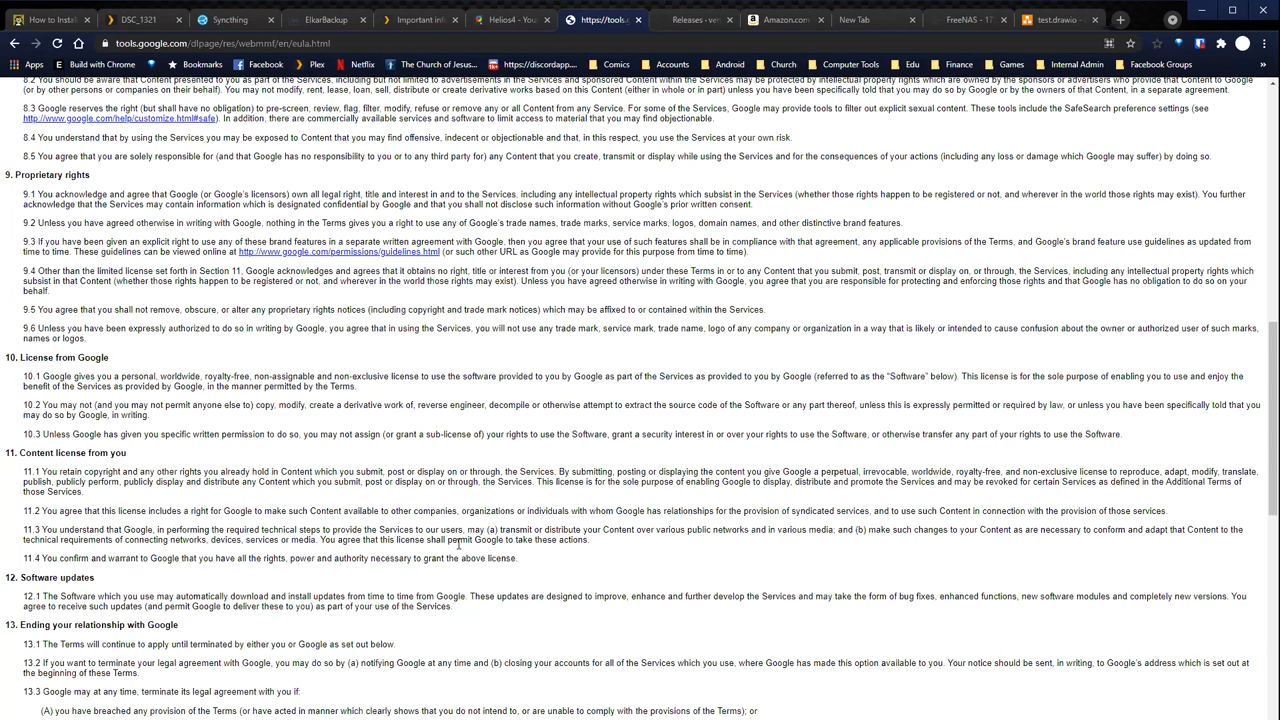 How to Install
DSC_1321
Syncthing
ElkarBackup
Important info
Helios4 - You
https://tools.g
Releases - ven
Amazon.com
New Tab
FreeNAS - 17
test.drawio - 
tools.google.com/dlpage/res/webmmf/en/eula.html
Apps
Build with Chrome
Bookmarks
Facebook
Plex
Netflix
The Church of Jesus...
https://discordapp....
Comics
Accounts
Android
Church
Computer Tools
Edu
Finance
Games
Internal Admin
Facebook Groups
8.2 You should be aware that Content presented to you as part of the Services, including but not limited to advertisements in the Services and sponsored Content within the Services may be protected by intellectual property rights which are owned by the sponsors or advertisers who provide that Content to Google
(or by other persons or companies on their behalf). You may not modify, rent, lease, loan, sell, distribute or create derivative works based on this Content (either in whole or in part) unless you have been specifically told that you may do so by Google or by the owners of that Content, in a separate agreement.
8.3 Google reserves the right (but shall have no obligation) to pre-screen, review, flag, filter, modify, refuse or remove any or all Content from any Service. For some of the Services, Google may provide tools to filter out explicit sexual content. These tools include the SafeSearch preference settings (see
http://www.google.com/help/customize.html#safe). In addition, there are commercially available services and software to limit access to material that you may find objectionable.
8.4 You understand that by using the Services you may be exposed to Content that you may find offensive, indecent or objectionable and that, in this respect, you use the Services at your own risk.
8.5 You agree that you are solely responsible for (and that Google has no responsibility to you or to any third party for) any Content that you create, transmit or display while using the Services and for the consequences of your actions (including any loss or damage which Google may suffer) by doing so.
9. Proprietary rights
9.1 You acknowledge and agree that Google (or Google's licensors) own all legal right, title and interest in and to the Services, including any intellectual property rights which subsist in the Services (whether those rights happen to be registered or not, and wherever in the world those rights may exist). You further
acknowledge that the Services may contain information which is designated confidential by Google and that you shall not disclose such information without Google's prior written consent.
9.2 Unless you have agreed otherwise in writing with Google, nothing in the Terms gives you a right to use any of Google's trade names, trade marks, service marks, logos, domain names, and other distinctive brand features.
9.3 If you have been given an explicit right to use any of these brand features in a separate written agreement with Google, then you agree that your use of such features shall be in compliance with that agreement, any applicable provisions of the Terms, and Google's brand feature use guidelines as updated from
time to time. These guidelines can be viewed online at http://www.google.com/permissions/guidelines.html (or such other URL as Google may provide for this purpose from time to time).
9.4 Other than the limited license set forth in Section 11, Google acknowledges and agrees that it obtains no right, title or interest from you (or your licensors) under these Terms in or to any Content that you submit, post, transmit or display on, or through, the Services, including any intellectual property rights which
subsist in that Content (whether those rights happen to be registered or not, and wherever in the world those rights may exist). Unless you have agreed otherwise in writing with Google, you agree that you are responsible for protecting and enforcing those rights and that Google has no obligation to do so on your
behalf.
9.5 You agree that you shall not remove, obscure, or alter any proprietary rights notices (including copyright and trade mark notices) which may be affixed to or contained within the Services.
9.6 Unless you have been expressly authorized to do so in writing by Google, you agree that in using the Services, you will not use any trade mark, service mark, trade name, logo of any company or organization in a way that is likely or intended to cause confusion about the owner or authorized user of such marks,
names or logos.
10. License from Google
10.1 Google gives you a personal, worldwide, royalty-free, non-assignable and non-exclusive license to use the software provided to you by Google as part of the Services as provided to you by Google (referred to as the “Software” below). This license is for the sole purpose of enabling you to use and enjoy the
benefit of the Services as provided by Google, in the manner permitted by the Terms.
10.2 You may not (and you may not permit anyone else to) copy, modify, create a derivative work of, reverse engineer, decompile or otherwise attempt to extract the source code of the Software or any part thereof, unless this is expressly permitted or required by law, or unless you have been specifically told that you
may do so by Google, in writing.
10.3 Unless Google has given you specific written permission to do so, you may not assign (or grant a sub-license of) your rights to use the Software, grant a security interest in or over your rights to use the Software, or otherwise transfer any part of your rights to use the Software.
11. Content license from you
11.1 You retain copyright and any other rights you already hold in Content which you submit, post or display on or through, the Services. By submitting, posting or displaying the content you give Google a perpetual, irrevocable, worldwide, royalty-free, and non-exclusive license to reproduce, adapt, modify, translate,
publish, publicly perform, publicly display and distribute any Content which you submit, post or display on or through, the Services. This license is for the sole purpose of enabling Google to display, distribute and promote the Services and may be revoked for certain Services as defined in the Additional Terms of
those Services.
11.2 You agree that this license includes a right for Google to make such Content available to other companies, organizations or individuals with whom Google has relationships for the provision of syndicated services, and to use such Content in connection with the provision of those services.
11.3 You understand that Google, in performing the required technical steps to provide the Services to our users, may (a) transmit or distribute your Content over various public networks and in various media; and (b) make such changes to your Content as are necessary to conform and adapt that Content to the
technical requirements of connecting networks, devices, services or media. You agree that this license shall permit Google to take these actions.
11.4 You confirm and warrant to Google that you have all the rights, power and authority necessary to grant the above license.
12. Software updates
12.1 The Software which you use may automatically download and install updates from time to time from Google. These updates are designed to improve, enhance and further develop the Services and may take the form of bug fixes, enhanced functions, new software modules and completely new versions. You
agree to receive such updates (and permit Google to deliver these to you) as part of your use of the Services.
13. Ending your relationship with Google
13.1 The Terms will continue to apply until terminated by either you or Google as set out below.
13.2 If you want to terminate your legal agreement with Google, you may do so by (a) notifying Google at any time and (b) closing your accounts for all of the Services which you use, where Google has made this option available to you. Your notice should be sent, in writing, to Google's address which is set out at
the beginning of these Terms.
13.3 Google may at any time, terminate its legal agreement with you if:
(A) you have breached any provision of the Terms (or have acted in manner which clearly shows that you do not intend to, or are unable to comply with the provisions of the Terms); or